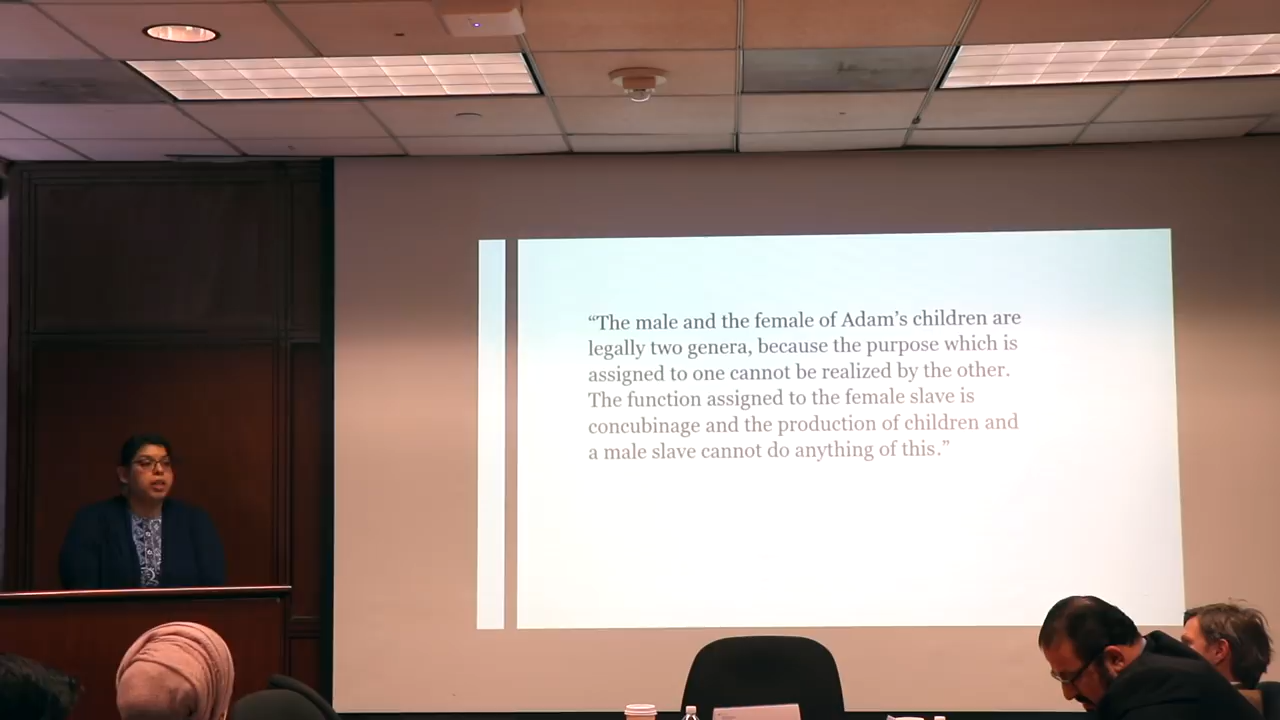 “The male and the female of Adam’s children are
legally two genera, because the purpose which is
assigned to one cannot be realized by the other.
The function assigned to the female slave is
concubinage and the production of children and
a male slave cannot do anything of this.”